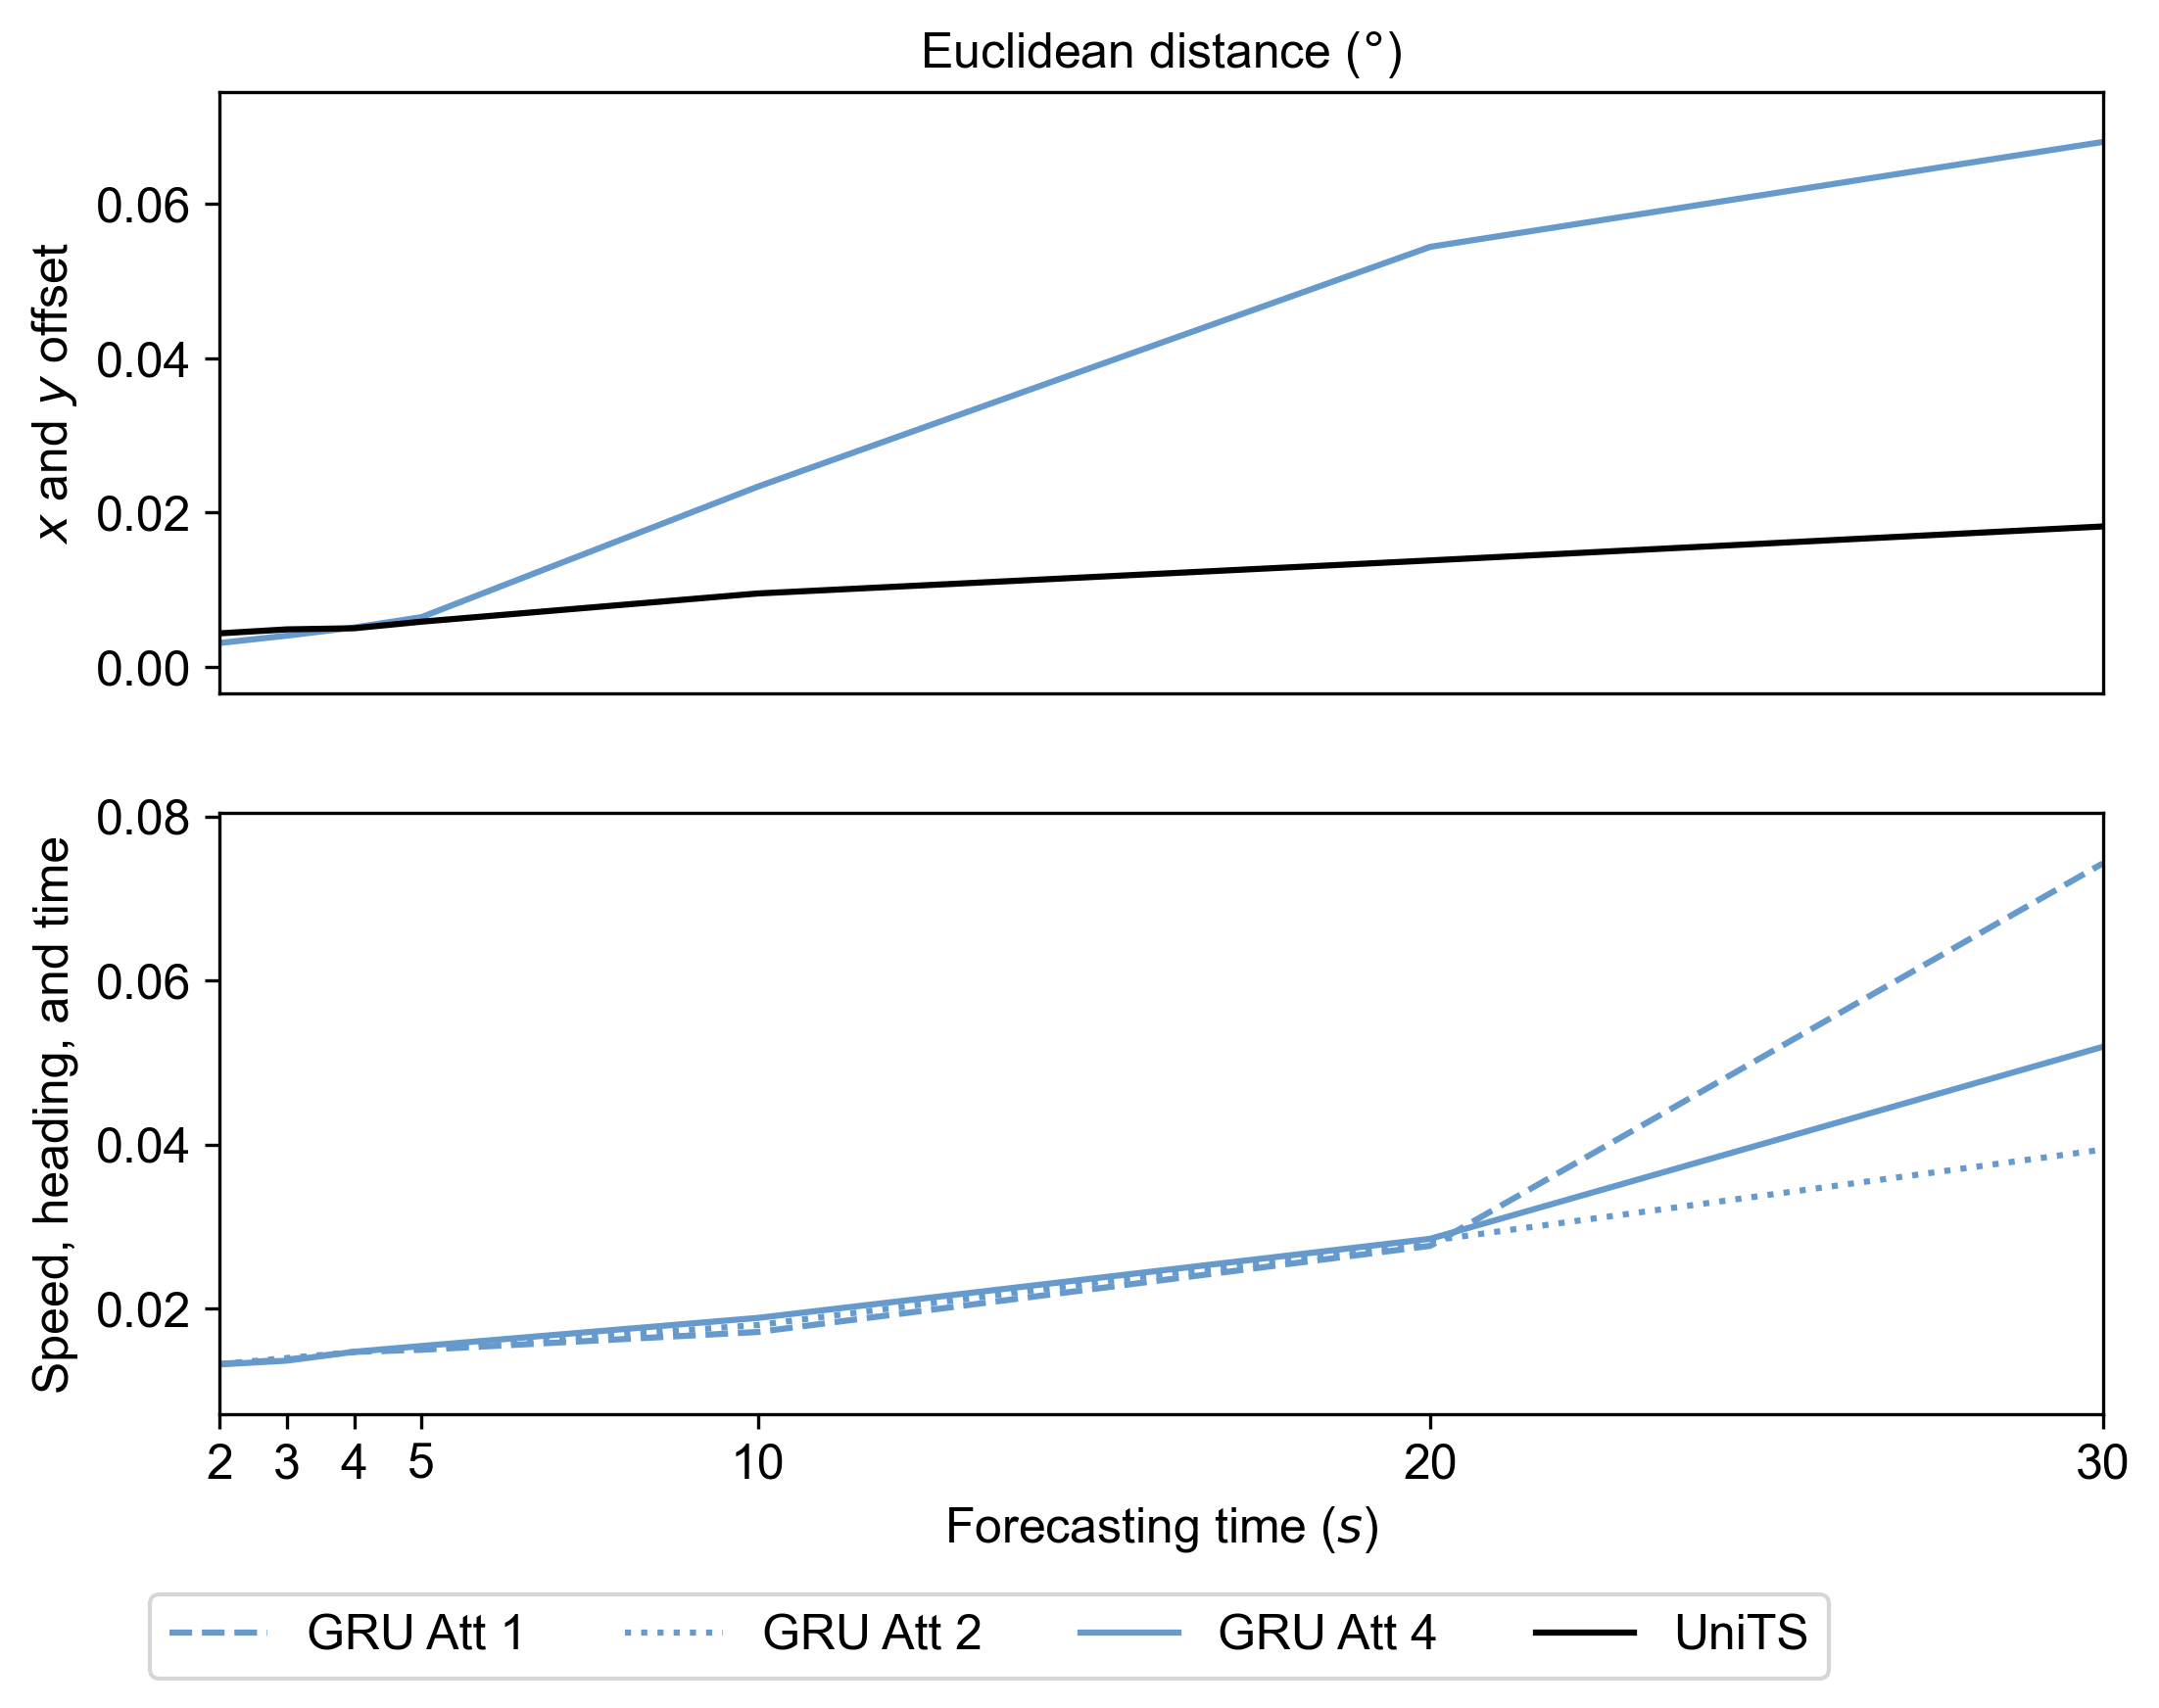 Euclidean distance (°)
x and y offset
0.06
0.04
0.02
0.00
Speed, heading, and time
0.08
0.06
0.04
0.02
2 3 4 5 10 20 30
Forecasting time (s)
GRU Att 1 GRU Att 2 GRU Att 4 UniTS